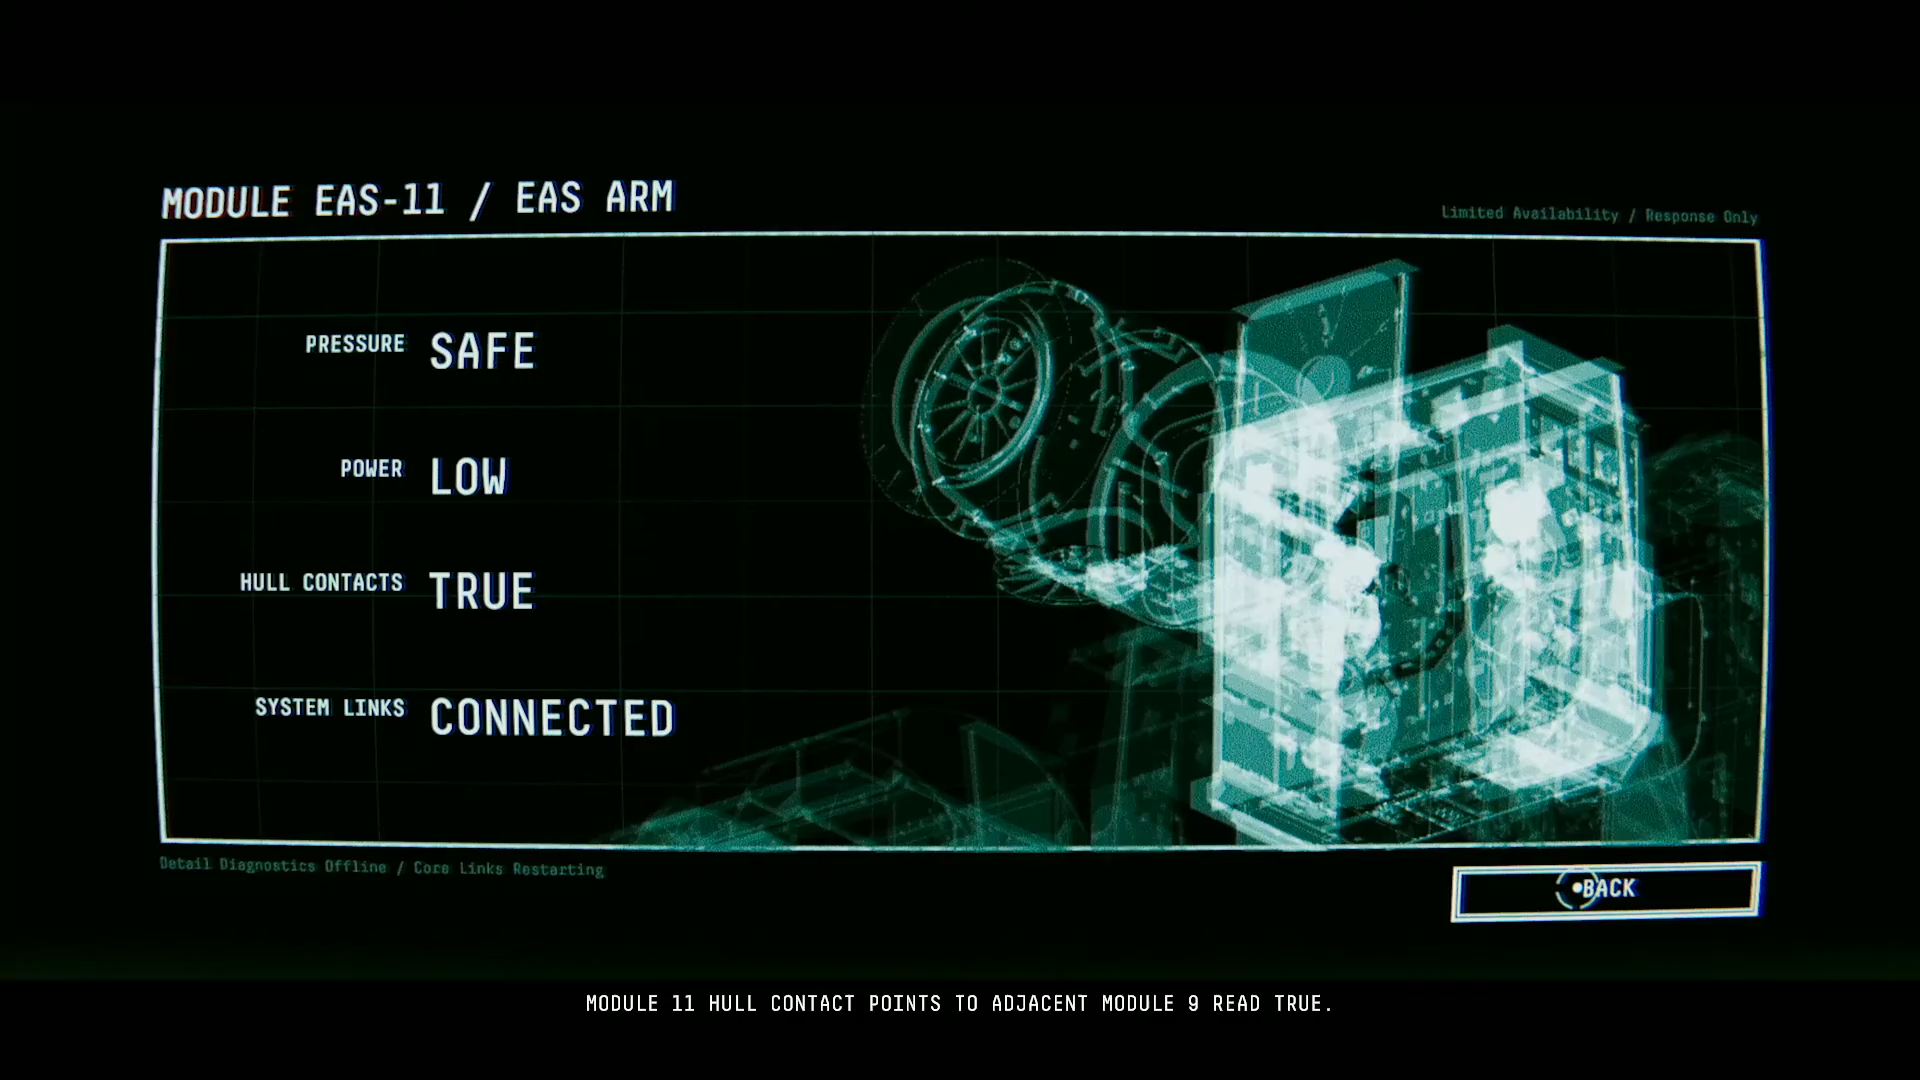 MODULE EAS-11 / EAS ARM
Limited Availability / Response Only
PRESSURE SAFE
POWER LOW
HULL CONTACTS TRUE
SYSTEM LINKS CONNECTED
Detail Diagnostics Offline / Core Links Restarting
BACK
MODULE 11 HULL CONTACT POINTS TO ADJACENT MODULE 9 READ TRUE.